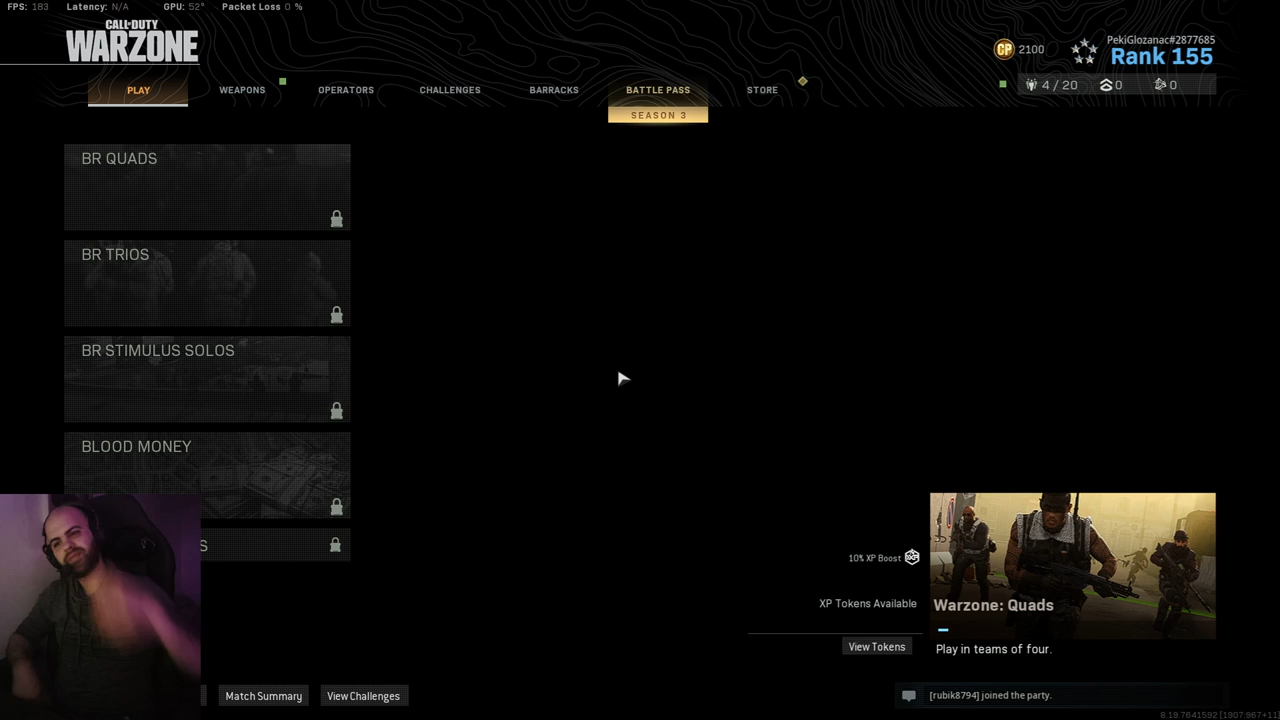 FPS: 183 Latency: N/A GPU: 52° Packet Loss 0 %
CALL OF DUTY
WARZONE
CP 2100
PekiGlozanac#2877685
Rank 155
4 / 20 0 0
PLAY WEAPONS OPERATORS CHALLENGES BARRACKS BATTLE PASS STORE
SEASON 3
BR QUADS
BR TRIOS
BR STIMULUS SOLOS
BLOOD MONEY
S
10% XP Boost
XP Tokens Available
View Tokens
Warzone: Quads
Play in teams of four.
Match Summary View Challenges
[rubik8794] joined the party.